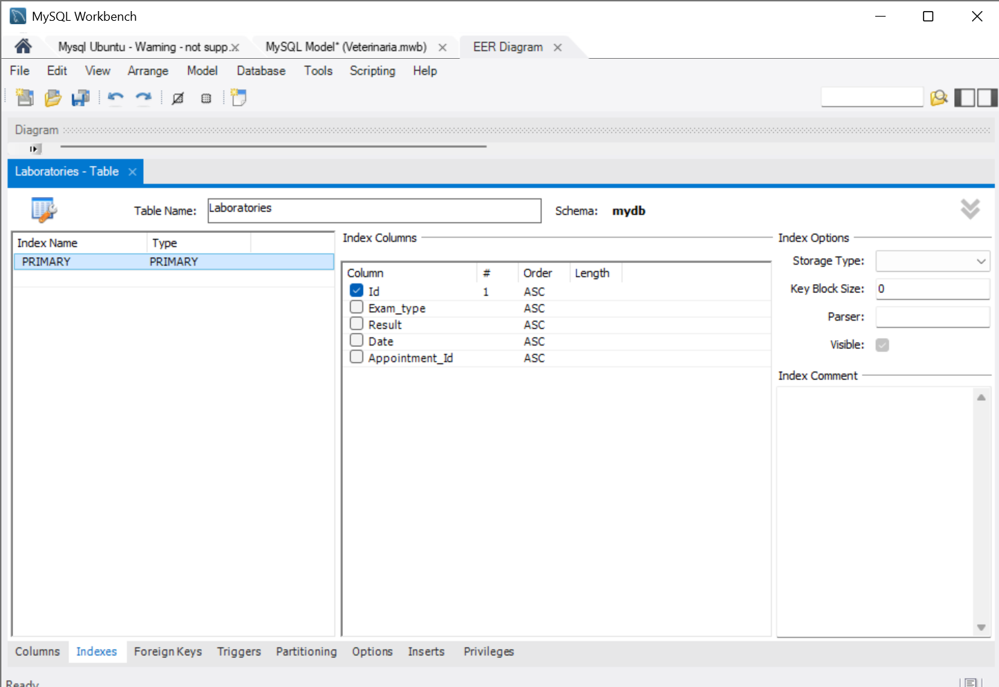 MySQL Workbench
Mysql Ubuntu - Warning - not supp. MySQL Model* (Veterinaria.mwb) EER Diagram
File Edit View Arrange Model Database Tools Scripting Help
Diagram
Laboratories - Table
Table Name: Laboratories Schema: mydb
Index Name Type
PRIMARY PRIMARY
Index Columns
Column # Order Length
Id 1 ASC
Exam_type ASC
Result ASC
Date ASC
Appointment_Id ASC
Index Options
Storage Type:
Key Block Size: 0
Parser:
Visible:
Index Comment
Columns Indexes Foreign Keys Triggers Partitioning Options Inserts Privileges
Ready